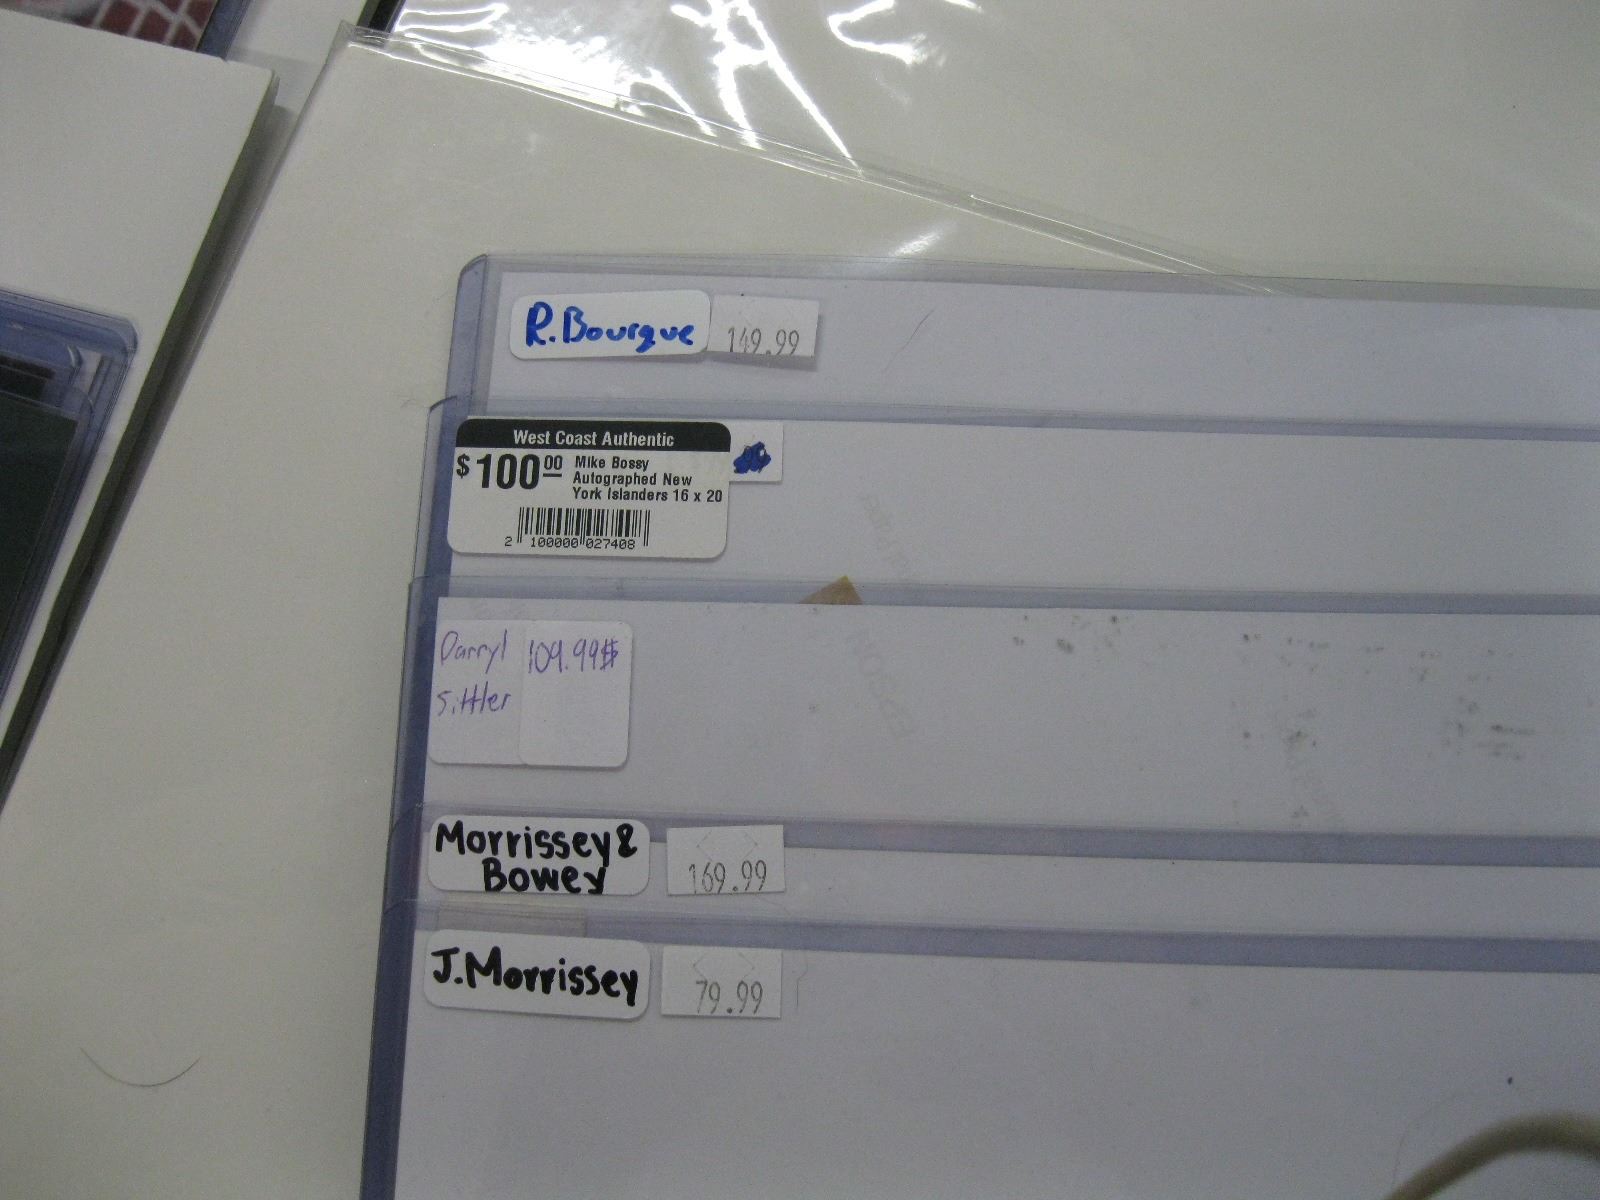 R.Bourque
149.99
West Coast Authentic
$100.00 Mike Bossy
Autographed New
York Islanders 16 x 20
2 100000 027408
Darryl
Sittler
109.99$
Morrissey &
Bowey
169.99
J.Morrissey
79.99